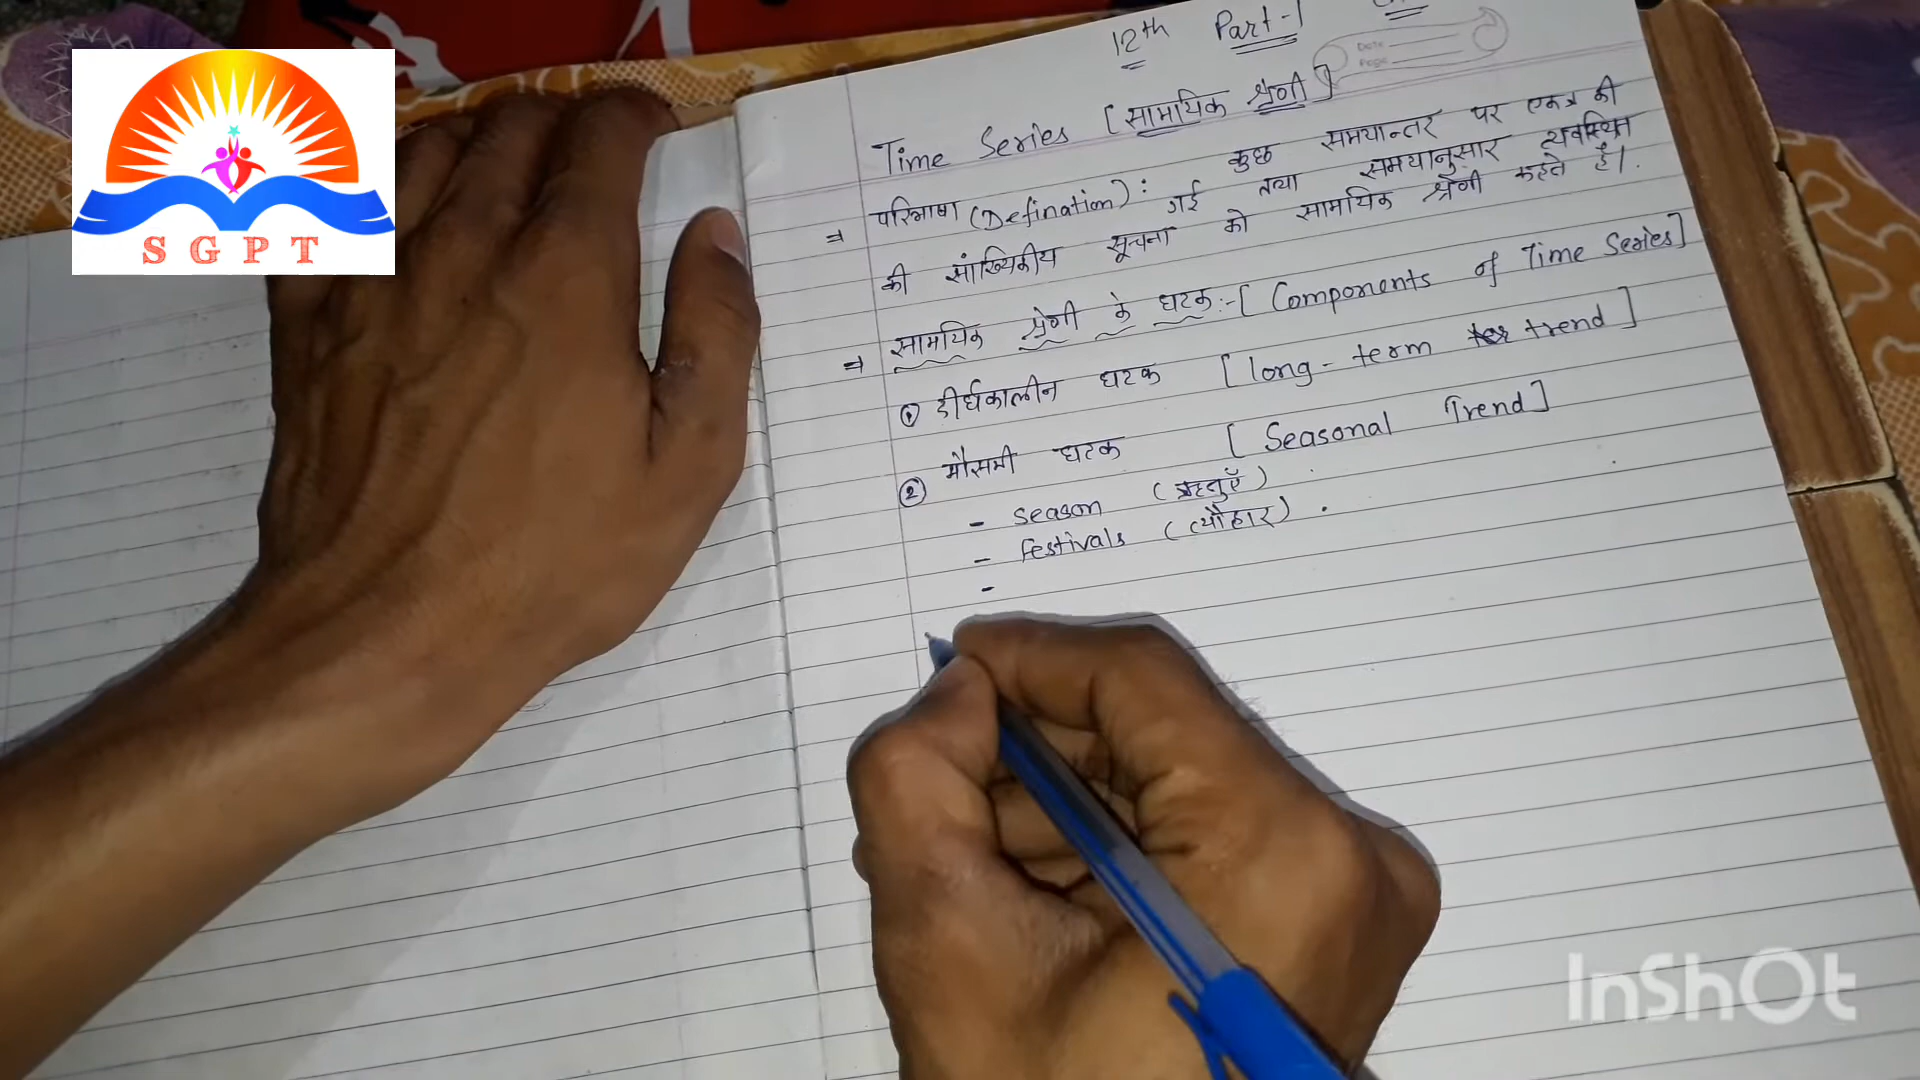 SGPT
12th Part-1
Date
Page
Time Series [सामयिक श्रेणी]
⇒ परिभाषा (Defination): कुछ समयान्तर पर एकत्र की
गई तथा समयानुसार व्यवस्थित
की सांख्यिकीय सूचना को सामयिक श्रेणी कहते हैं।
⇒ सामयिक श्रेणी के घटक:-[Components of Time Series]
① दीर्घकालीन घटक [long-term trend]
② मौसमी घटक [Seasonal Trend]
- season (ऋतुएँ)
- festivals (त्यौहार).
-
InShOt